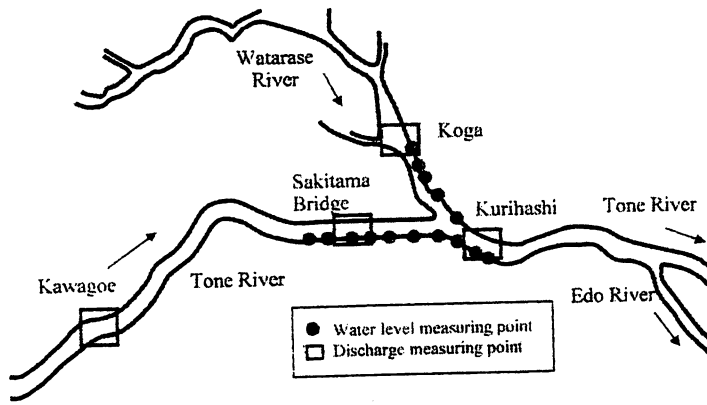 Watarase
River
Koga
Sakitama
Bridge
Kurihashi
Tone River
Kawagoe
Tone River
Edo River
Water level measuring point
Discharge measuring point